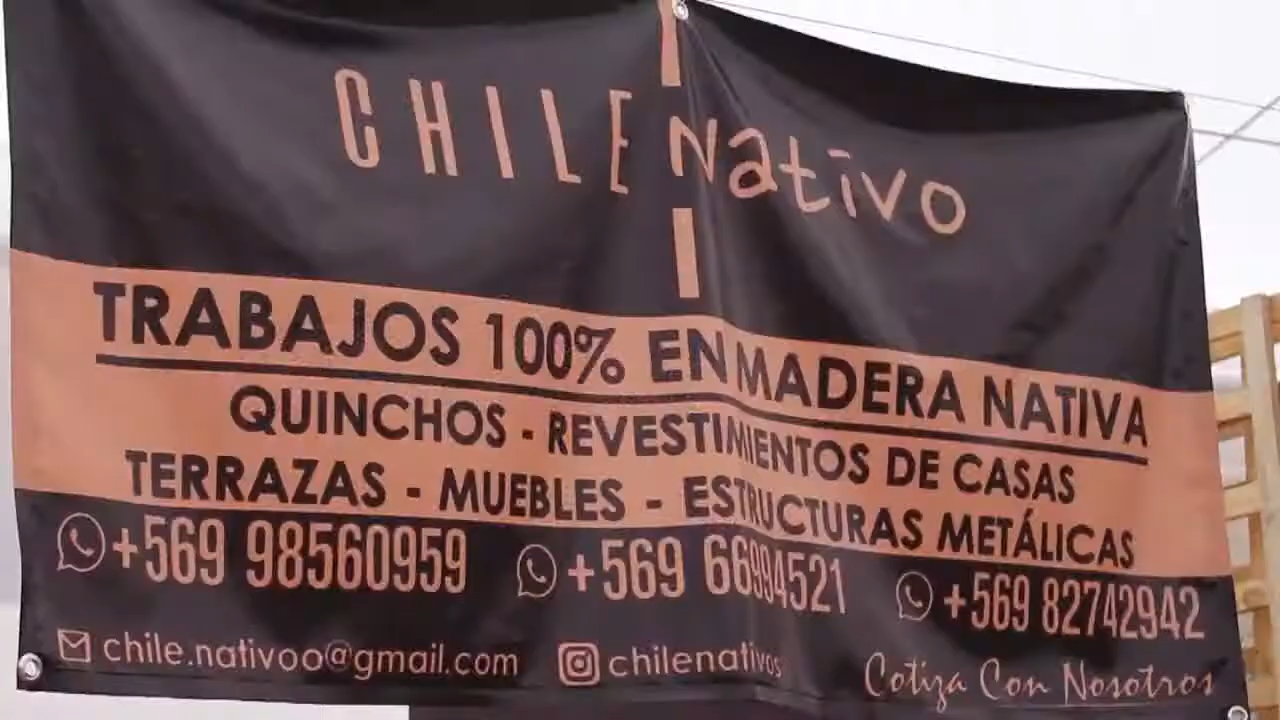 CHILE Nativo
TRABAJOS 100% EN MADERA NATIVA
QUINCHOS - REVESTIMIENTOS DE CASAS
TERRAZAS - MUEBLES - ESTRUCTURAS METÁLICAS
+569 98560959 +569 66994521 +569 82742942
chile.nativoo@gmail.com chilenativos Cotiza Con Nosotros